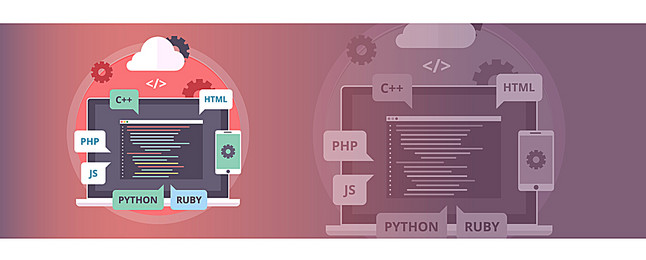 </>
C++
HTML
PHP
JS
PYTHON
RUBY
</>
C++
HTML
PHP
JS
PYTHON
RUBY